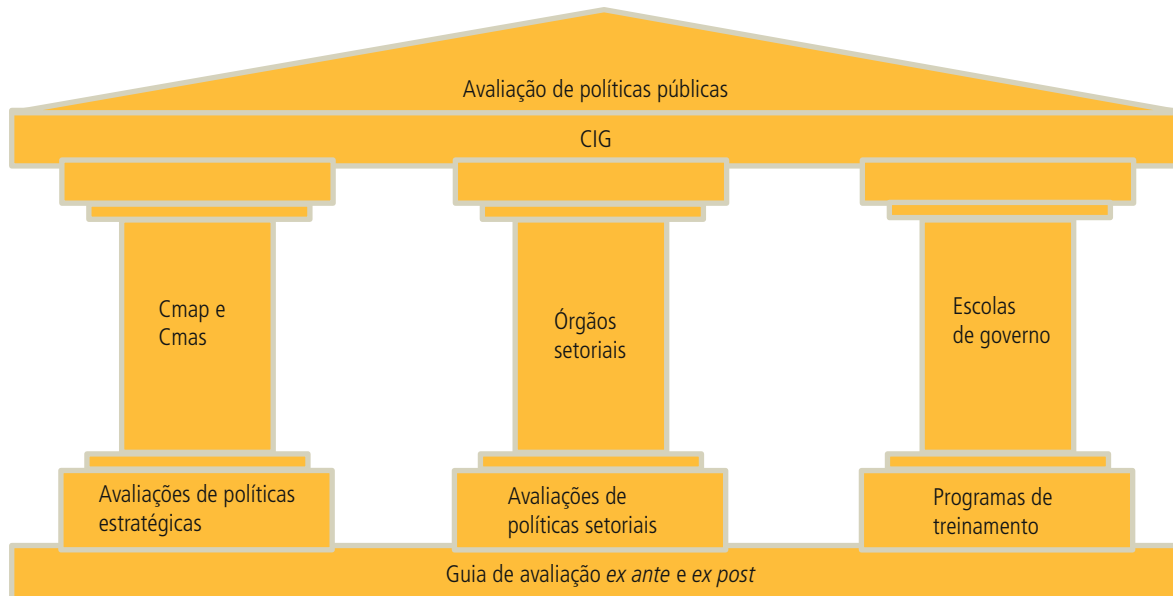 Avaliação de políticas públicas
CIG
Cmap e
Cmas
Órgãos
setoriais
Escolas
de governo
Avaliações de políticas
estratégicas
Avaliações de
políticas setoriais
Programas de
treinamento
Guia de avaliação ex ante e ex post